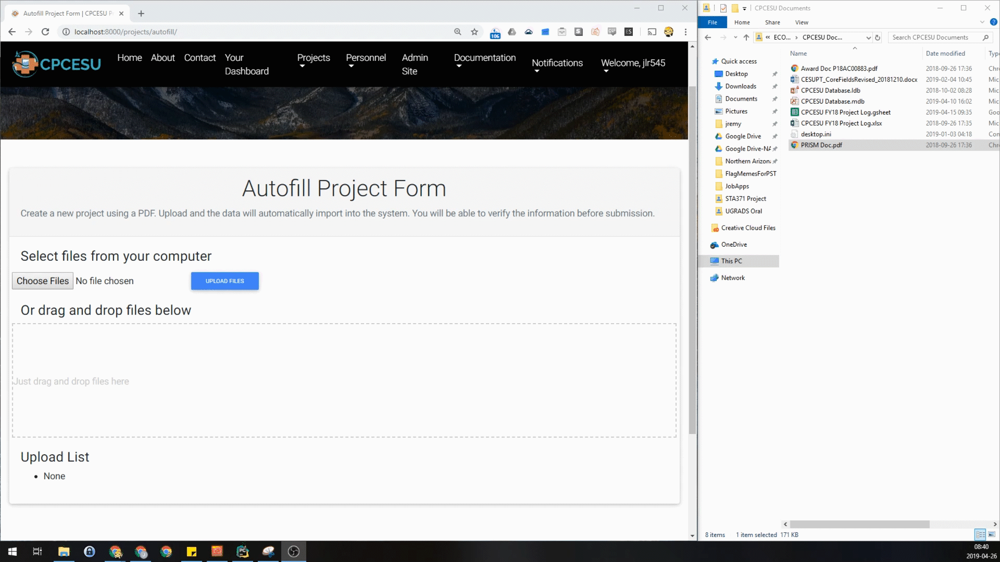 Autofill Project Form | CPCESU Pr
localhost:8000/projects/autofill/
106
S
ES
CPCESU
Home
About
Contact
Your Dashboard
Projects
Personnel
Admin Site
Documentation
Notifications
Welcome, jlr545
Autofill Project Form
Create a new project using a PDF. Upload and the data will automatically import into the system. You will be able to verify the information before submission.
Select files from your computer
Choose Files No file chosen
UPLOAD FILES
Or drag and drop files below
Just drag and drop files here
Upload List
None
CPCESU Documents
File Home Share View
« ECO... › CPCESU Doc...
Search CPCESU Documents
Quick access
Desktop
Downloads
Documents
Pictures
jremy
Google Drive
Google Drive-NA
Northern Arizon
FlagMemesForPST
JobApps
STA371 Project
UGRADS Oral
Creative Cloud Files
OneDrive
This PC
Network
Name Date modified Type
Award Doc P18AC00883.pdf 2018-09-26 17:36 Chr
CESUPT_CoreFieldsRevised_20181210.docx 2019-02-04 10:45 Mic
CPCESU Database.ldb 2018-10-02 08:28 Mic
CPCESU Database.mdb 2019-04-10 16:02 Mic
CPCESU FY18 Project Log.gsheet 2019-04-15 09:35 Goo
CPCESU FY18 Project Log.xlsx 2018-09-26 17:35 Mic
desktop.ini 2019-01-03 04:18 Con
PRISM Doc.pdf 2018-09-26 17:36 Chr
8 items 1 item selected 171 KB
08:40
2019-04-26